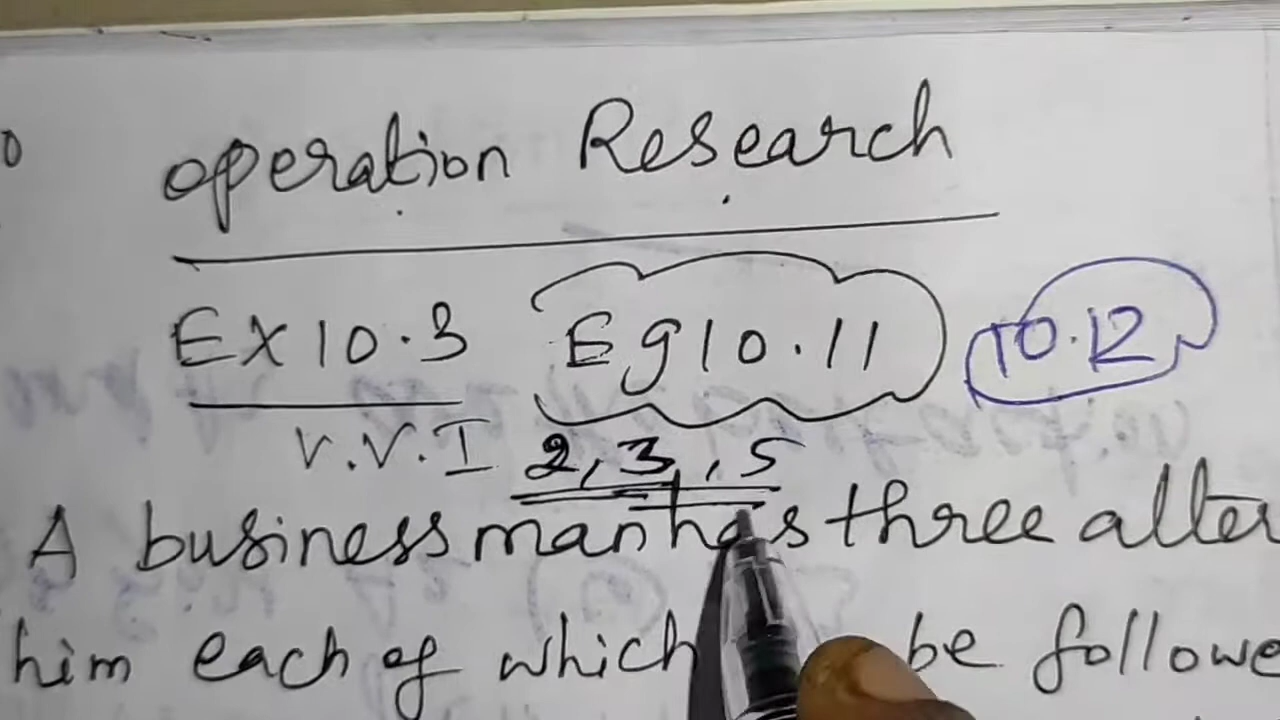 Operation Research
Ex 10.3 Eg 10.11 10.12
V.V.I 2, 3, 5
A business man has three alter
him each of which be followe